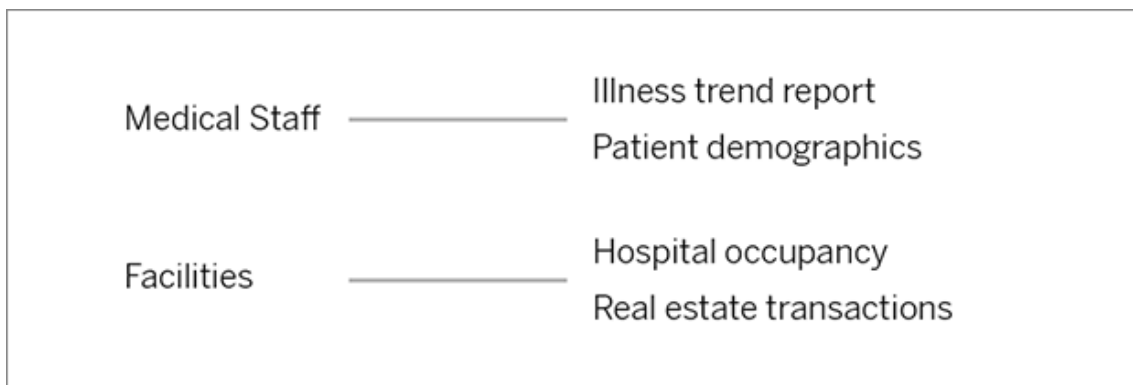 Medical Staff
Illness trend report
Patient demographics
Facilities
Hospital occupancy
Real estate transactions